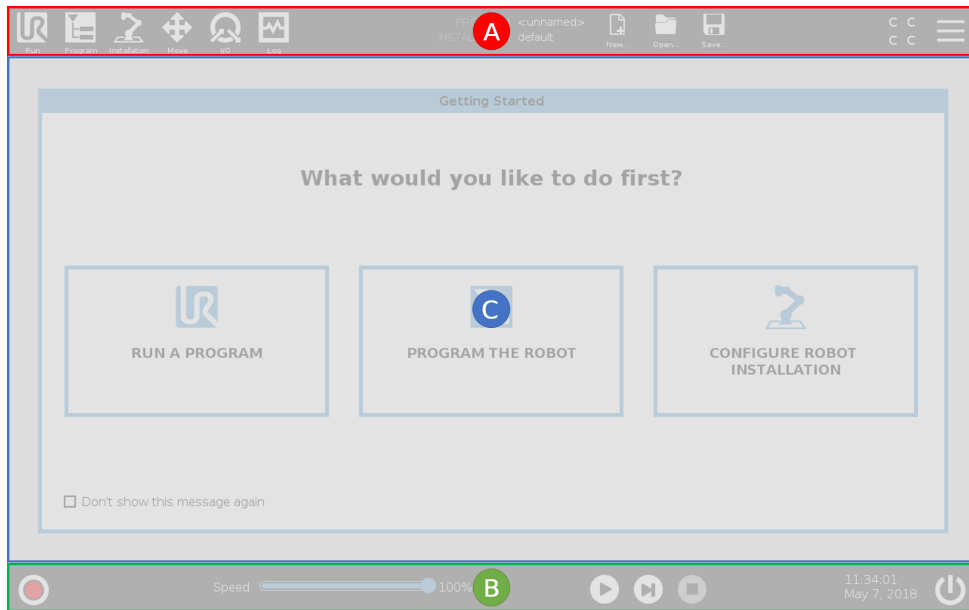 A
PRO <unnamed>
INSTAL default
C C
C C
Run Program Installation Move I/O Log New... Open... Save...
Getting Started
What would you like to do first?
C
RUN A PROGRAM
PROGRAM THE ROBOT
CONFIGURE ROBOT
INSTALLATION
Don't show this message again
Speed 100% B
11:34:01
May 7, 2018